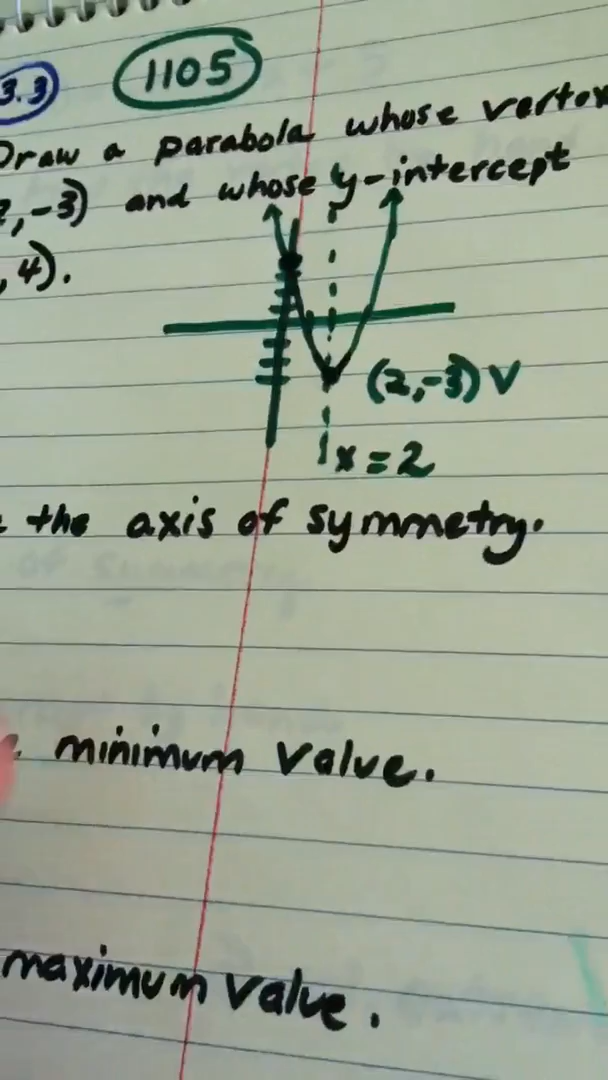 3.3 1105
Draw a parabola whose vertex
2, -3) and whose y-intercept
, 4).
(2,-3) V
x = 2
the axis of symmetry.
minimum value.
maximum value.